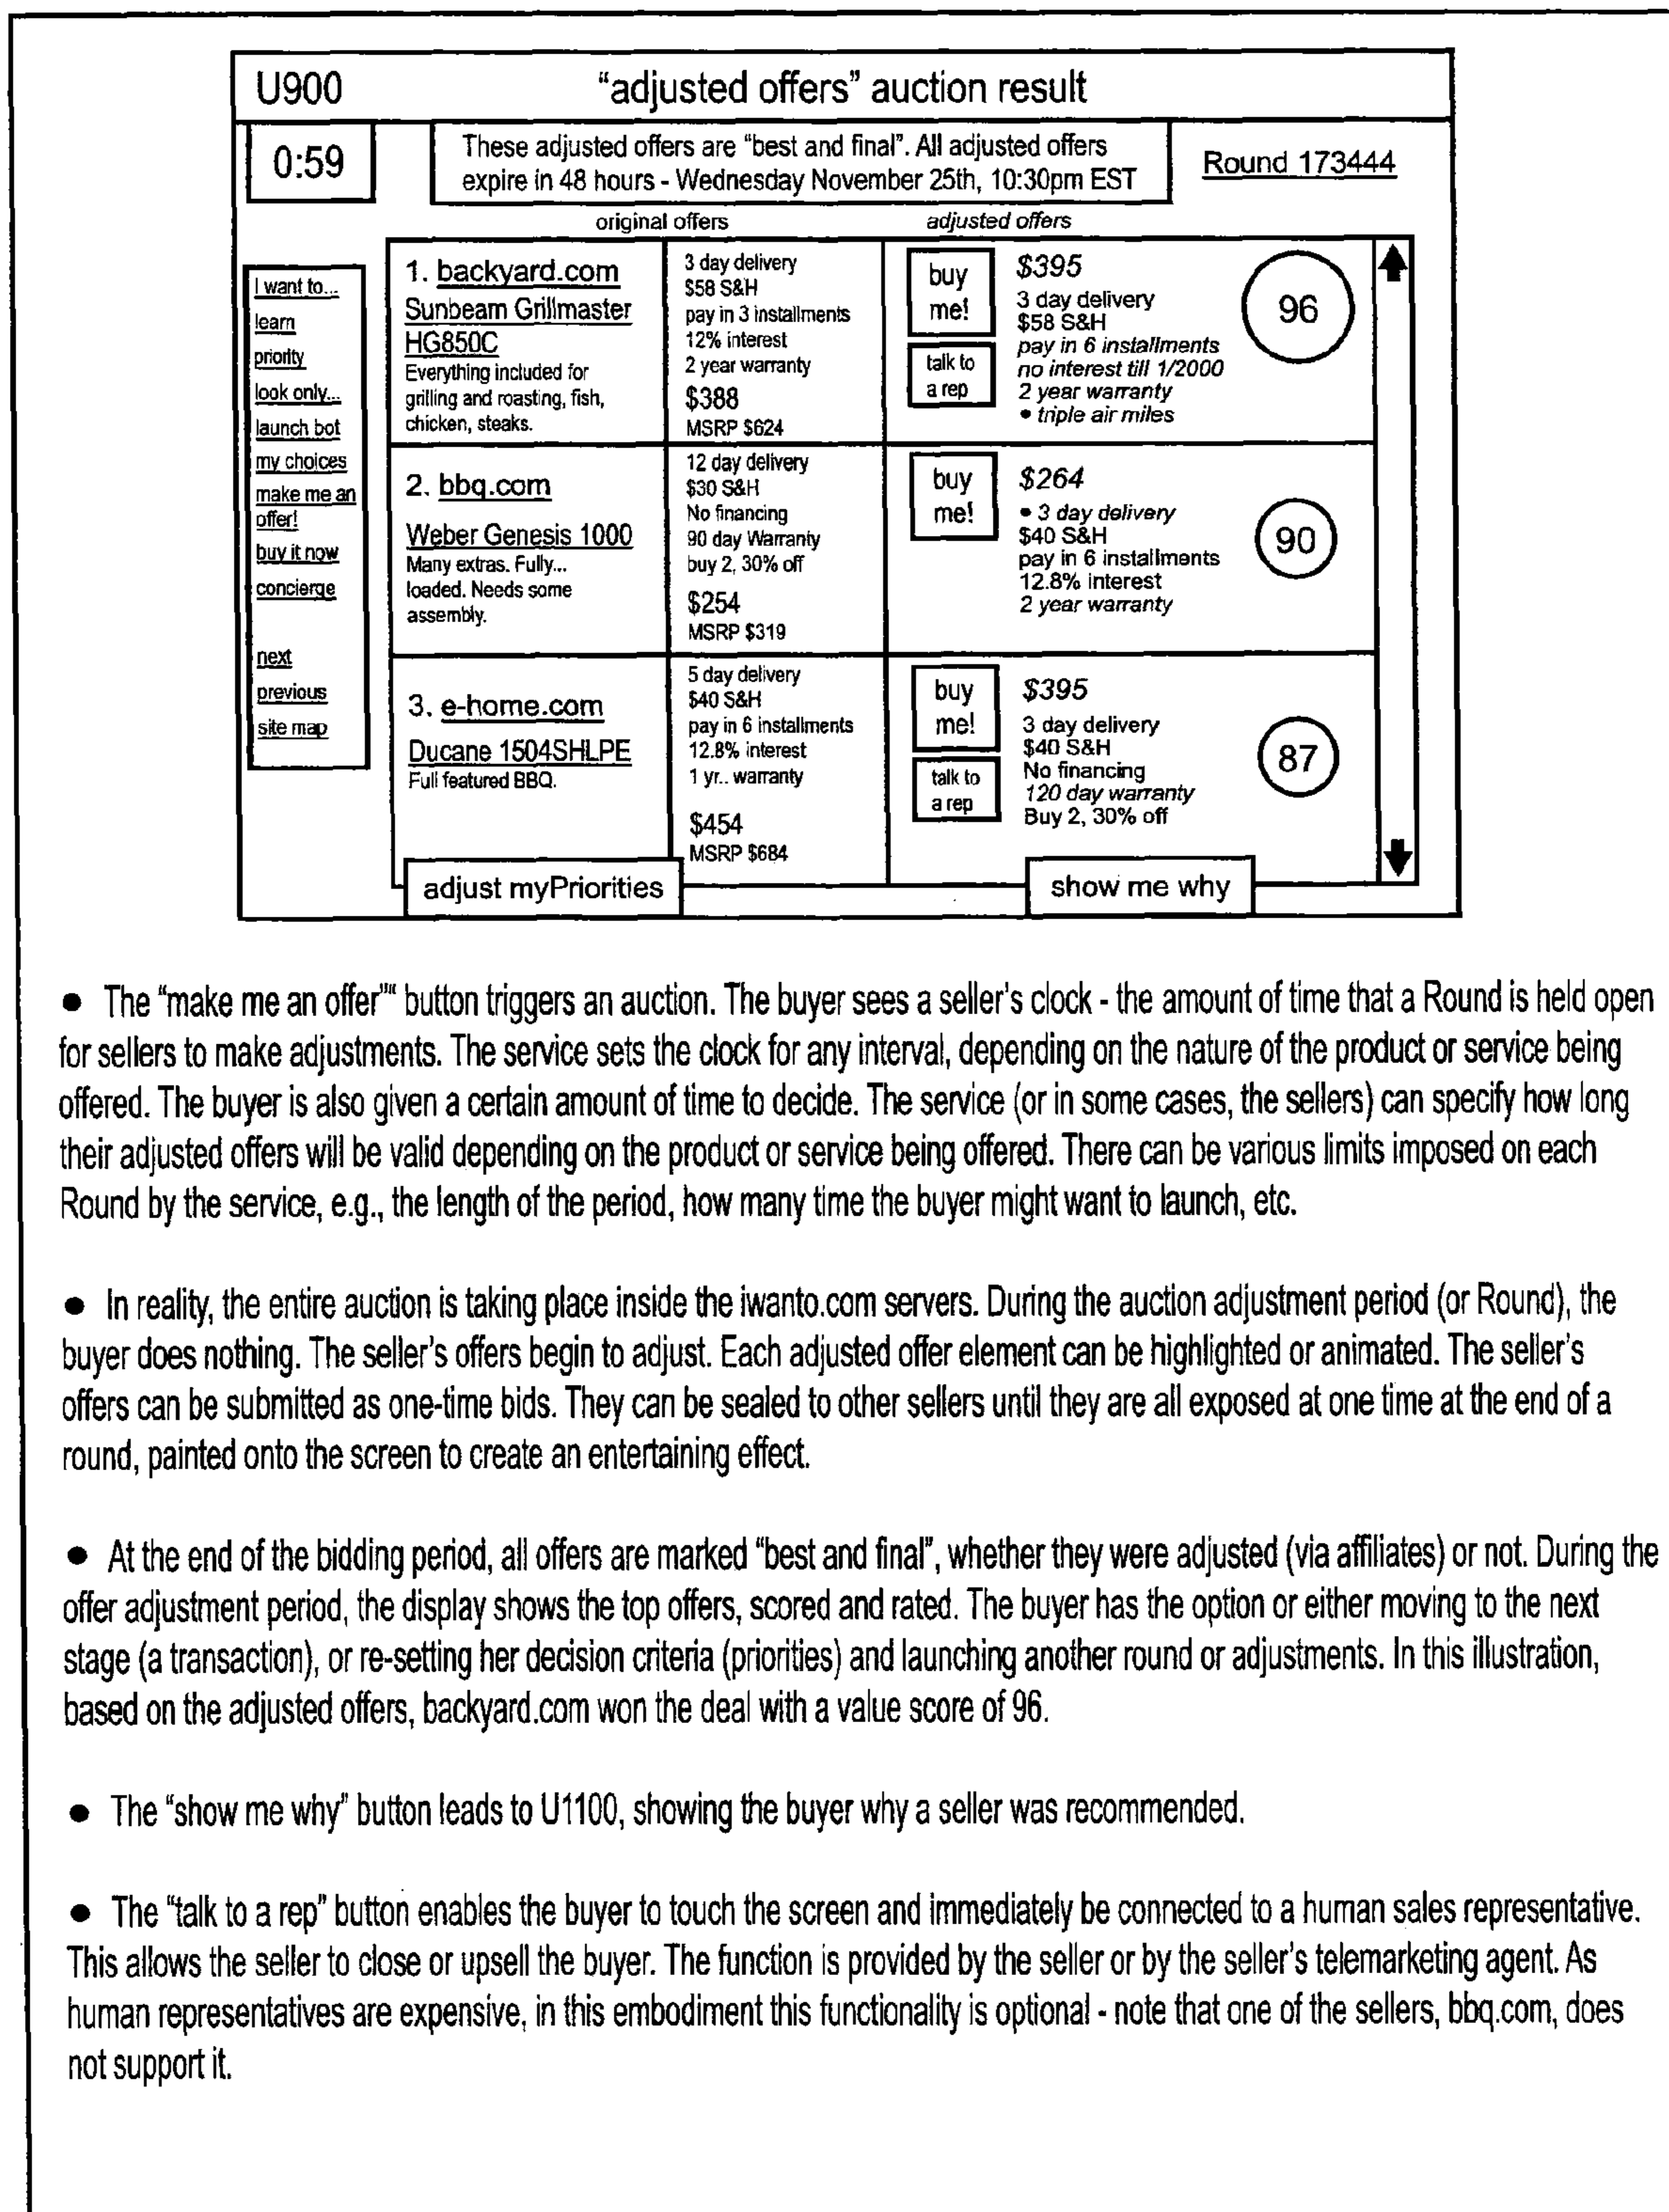 U900
“adjusted offers” auction result
0:59
These adjusted offers are “best and final”. All adjusted offers
expire in 48 hours - Wednesday November 25th, 10:30pm EST
Round 173444
original offers
adjusted offers
I want to...
learn
priority
look only...
launch bot
my choices
make me an
offer!
buy it now
concierge
next
previous
site map
1. backyard.com
Sunbeam Grillmaster
HG850C
Everything included for
grilling and roasting, fish,
chicken, steaks.
3 day delivery
$58 S&H
pay in 3 installments
12% interest
2 year warranty
$388
MSRP $624
buy
me!
talk to
a rep
$395
3 day delivery
$58 S&H
pay in 6 installments
no interest till 1/2000
2 year warranty
• triple air miles
96
2. bbq.com
Weber Genesis 1000
Many extras. Fully...
loaded. Needs some
assembly.
12 day delivery
$30 S&H
No financing
90 day Warranty
buy 2, 30% off
$254
MSRP $319
buy
me!
$264
• 3 day delivery
$40 S&H
pay in 6 installments
12.8% interest
2 year warranty
90
3. e-home.com
Ducane 1504SHLPE
Full featured BBQ.
5 day delivery
$40 S&H
pay in 6 installments
12.8% interest
1 yr.. warranty
$454
MSRP $684
buy
me!
talk to
a rep
$395
3 day delivery
$40 S&H
No financing
120 day warranty
Buy 2, 30% off
87
adjust myPriorities
show me why
• The “make me an offer”“ button triggers an auction. The buyer sees a seller's clock - the amount of time that a Round is held open
for sellers to make adjustments. The service sets the clock for any interval, depending on the nature of the product or service being
offered. The buyer is also given a certain amount of time to decide. The service (or in some cases, the sellers) can specify how long
their adjusted offers will be valid depending on the product or service being offered. There can be various limits imposed on each
Round by the service, e.g., the length of the period, how many time the buyer might want to launch, etc.
• In reality, the entire auction is taking place inside the iwanto.com servers. During the auction adjustment period (or Round), the
buyer does nothing. The seller's offers begin to adjust. Each adjusted offer element can be highlighted or animated. The seller's
offers can be submitted as one-time bids. They can be sealed to other sellers until they are all exposed at one time at the end of a
round, painted onto the screen to create an entertaining effect.
• At the end of the bidding period, all offers are marked “best and final”, whether they were adjusted (via affiliates) or not. During the
offer adjustment period, the display shows the top offers, scored and rated. The buyer has the option or either moving to the next
stage (a transaction), or re-setting her decision criteria (priorities) and launching another round or adjustments. In this illustration,
based on the adjusted offers, backyard.com won the deal with a value score of 96.
• The “show me why” button leads to U1100, showing the buyer why a seller was recommended.
• The “talk to a rep” button enables the buyer to touch the screen and immediately be connected to a human sales representative.
This allows the seller to close or upsell the buyer. The function is provided by the seller or by the seller's telemarketing agent. As
human representatives are expensive, in this embodiment this functionality is optional - note that one of the sellers, bbq.com, does
not support it.